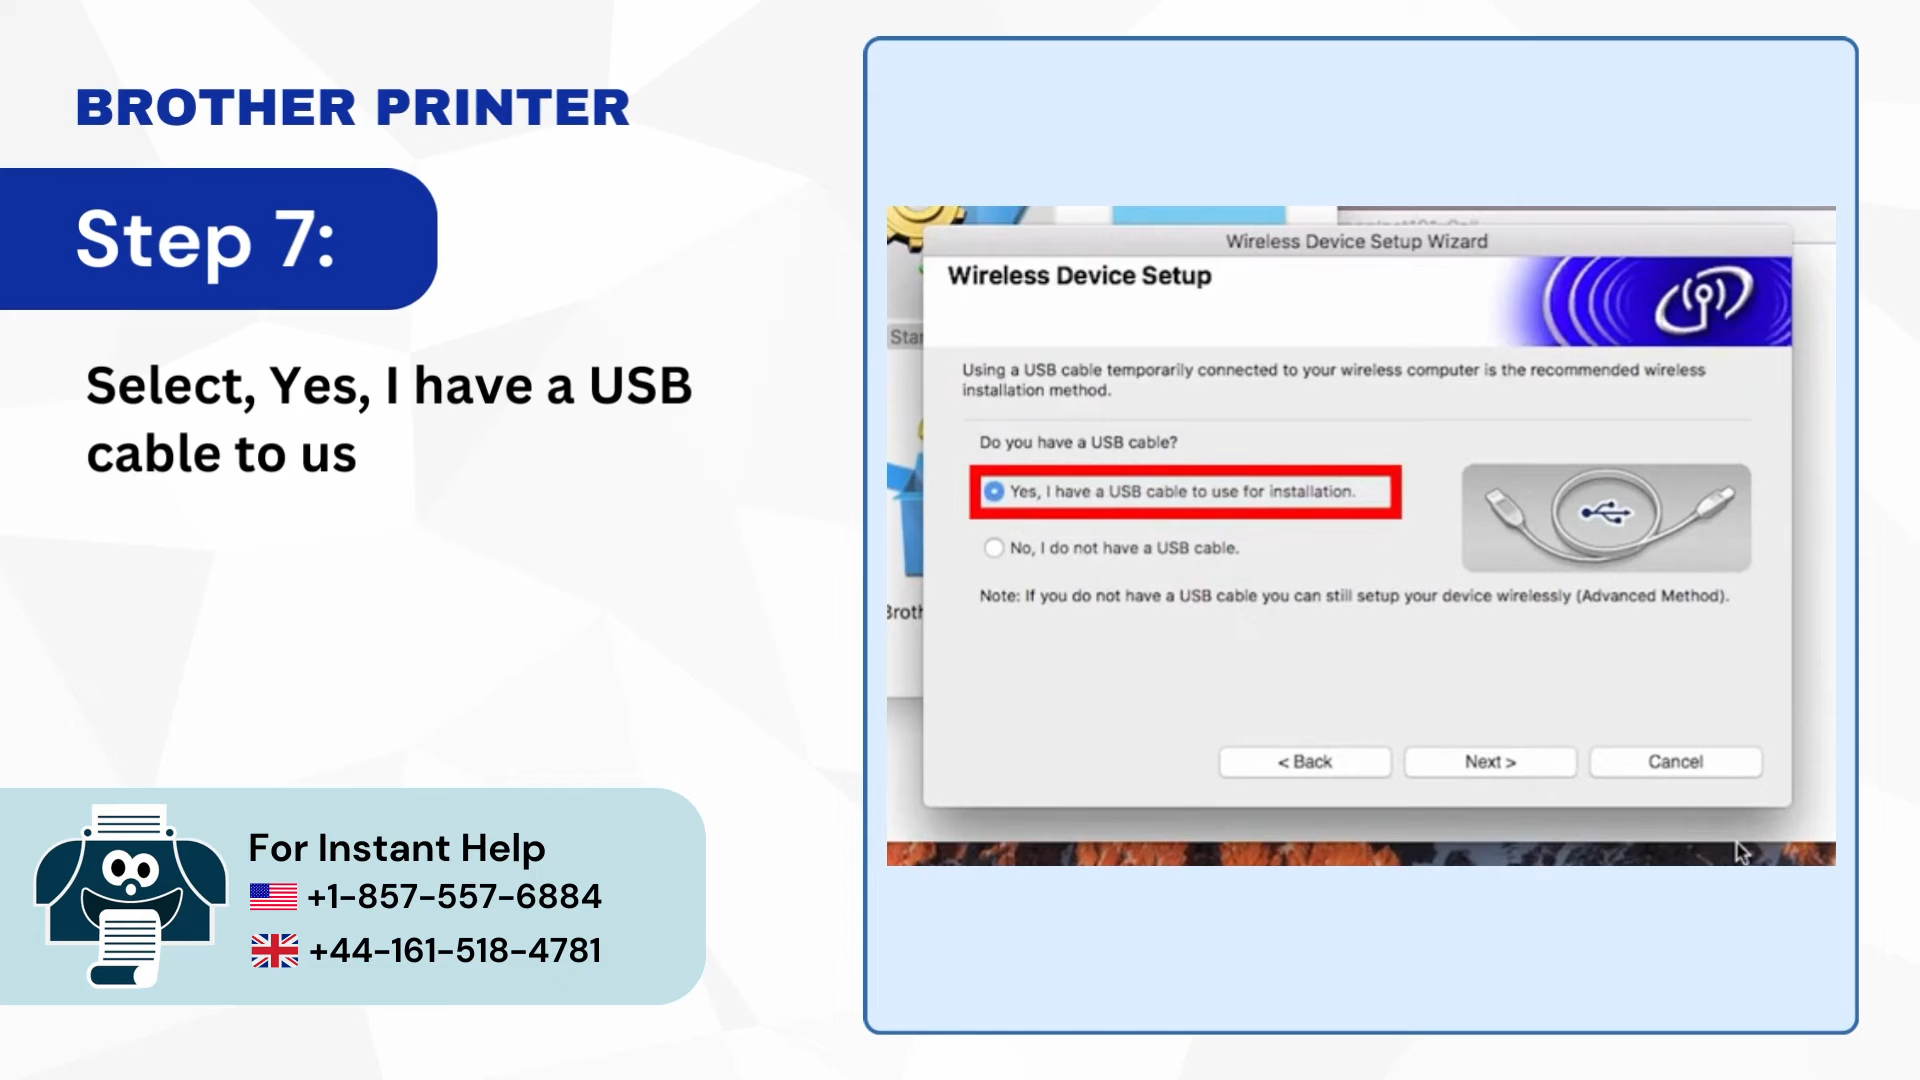 BROTHER PRINTER
Step 7:
Select, Yes, I have a USB
cable to us
For Instant Help
+1-857-557-6884
+44-161-518-4781
Wireless Device Setup Wizard
Wireless Device Setup
Star
Using a USB cable temporarily connected to your wireless computer is the recommended wireless
installation method.
Do you have a USB cable?
Yes, I have a USB cable to use for installation.
No, I do not have a USB cable.
Note: If you do not have a USB cable you can still setup your device wirelessly (Advanced Method).
Broth
< Back
Next >
Cancel